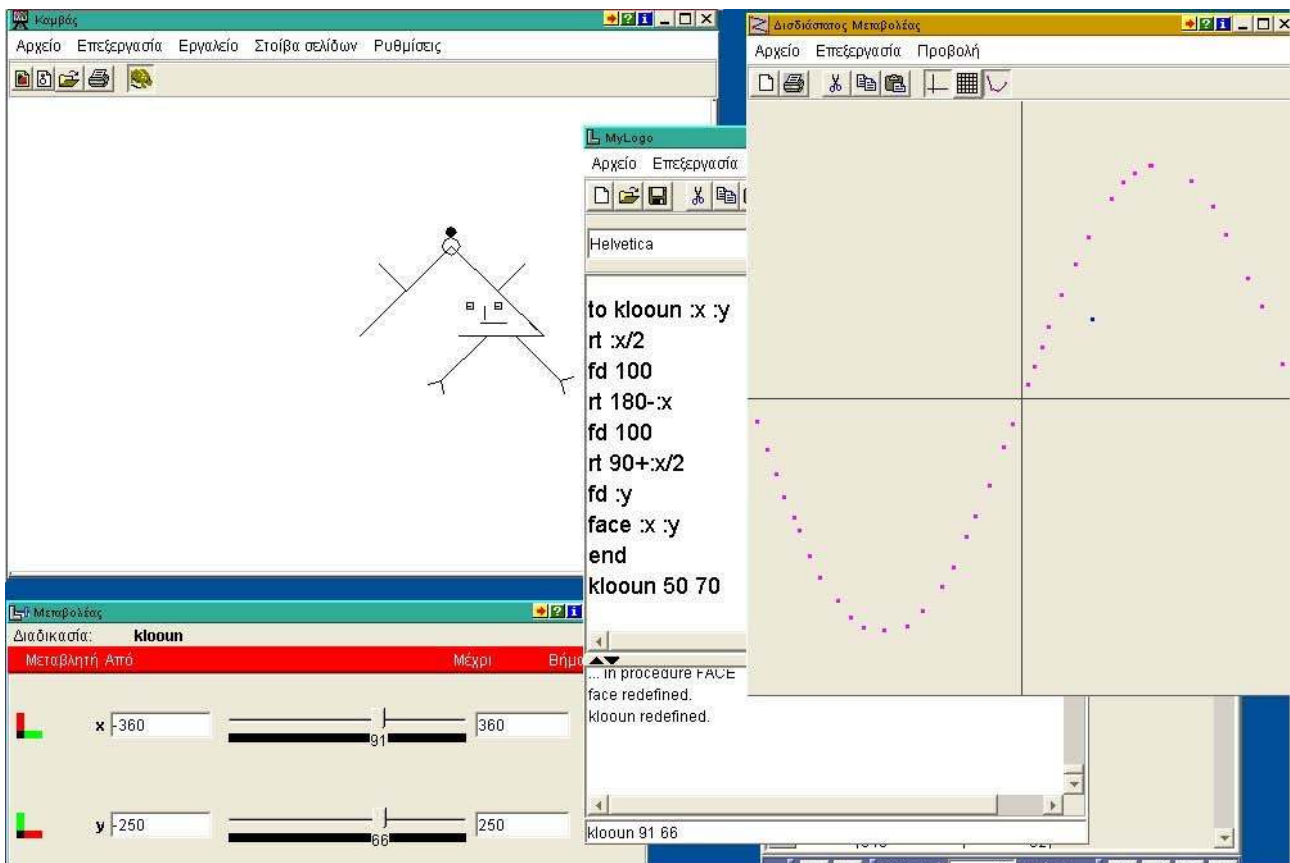 Καμβάς
Αρχείο Επεξεργασία Εργαλείο Στοίβα σελίδων Ρυθμίσεις
Δισδιάστατος Μεταβολέας
Αρχείο Επεξεργασία Προβολή
MyLogo
Αρχείο Επεξεργασία
Helvetica
to klooun :x :y
rt :x/2
fd 100
rt 180-:x
fd 100
rt 90+:x/2
fd :y
face :x :y
end
klooun 50 70
... in procedure FACE
face redefined.
klooun redefined.
klooun 91 66
Μεταβολέας
Διαδικασία: klooun
Μεταβλητή Από Μέχρι Βήμα
x -360 91 360
y -250 66 250